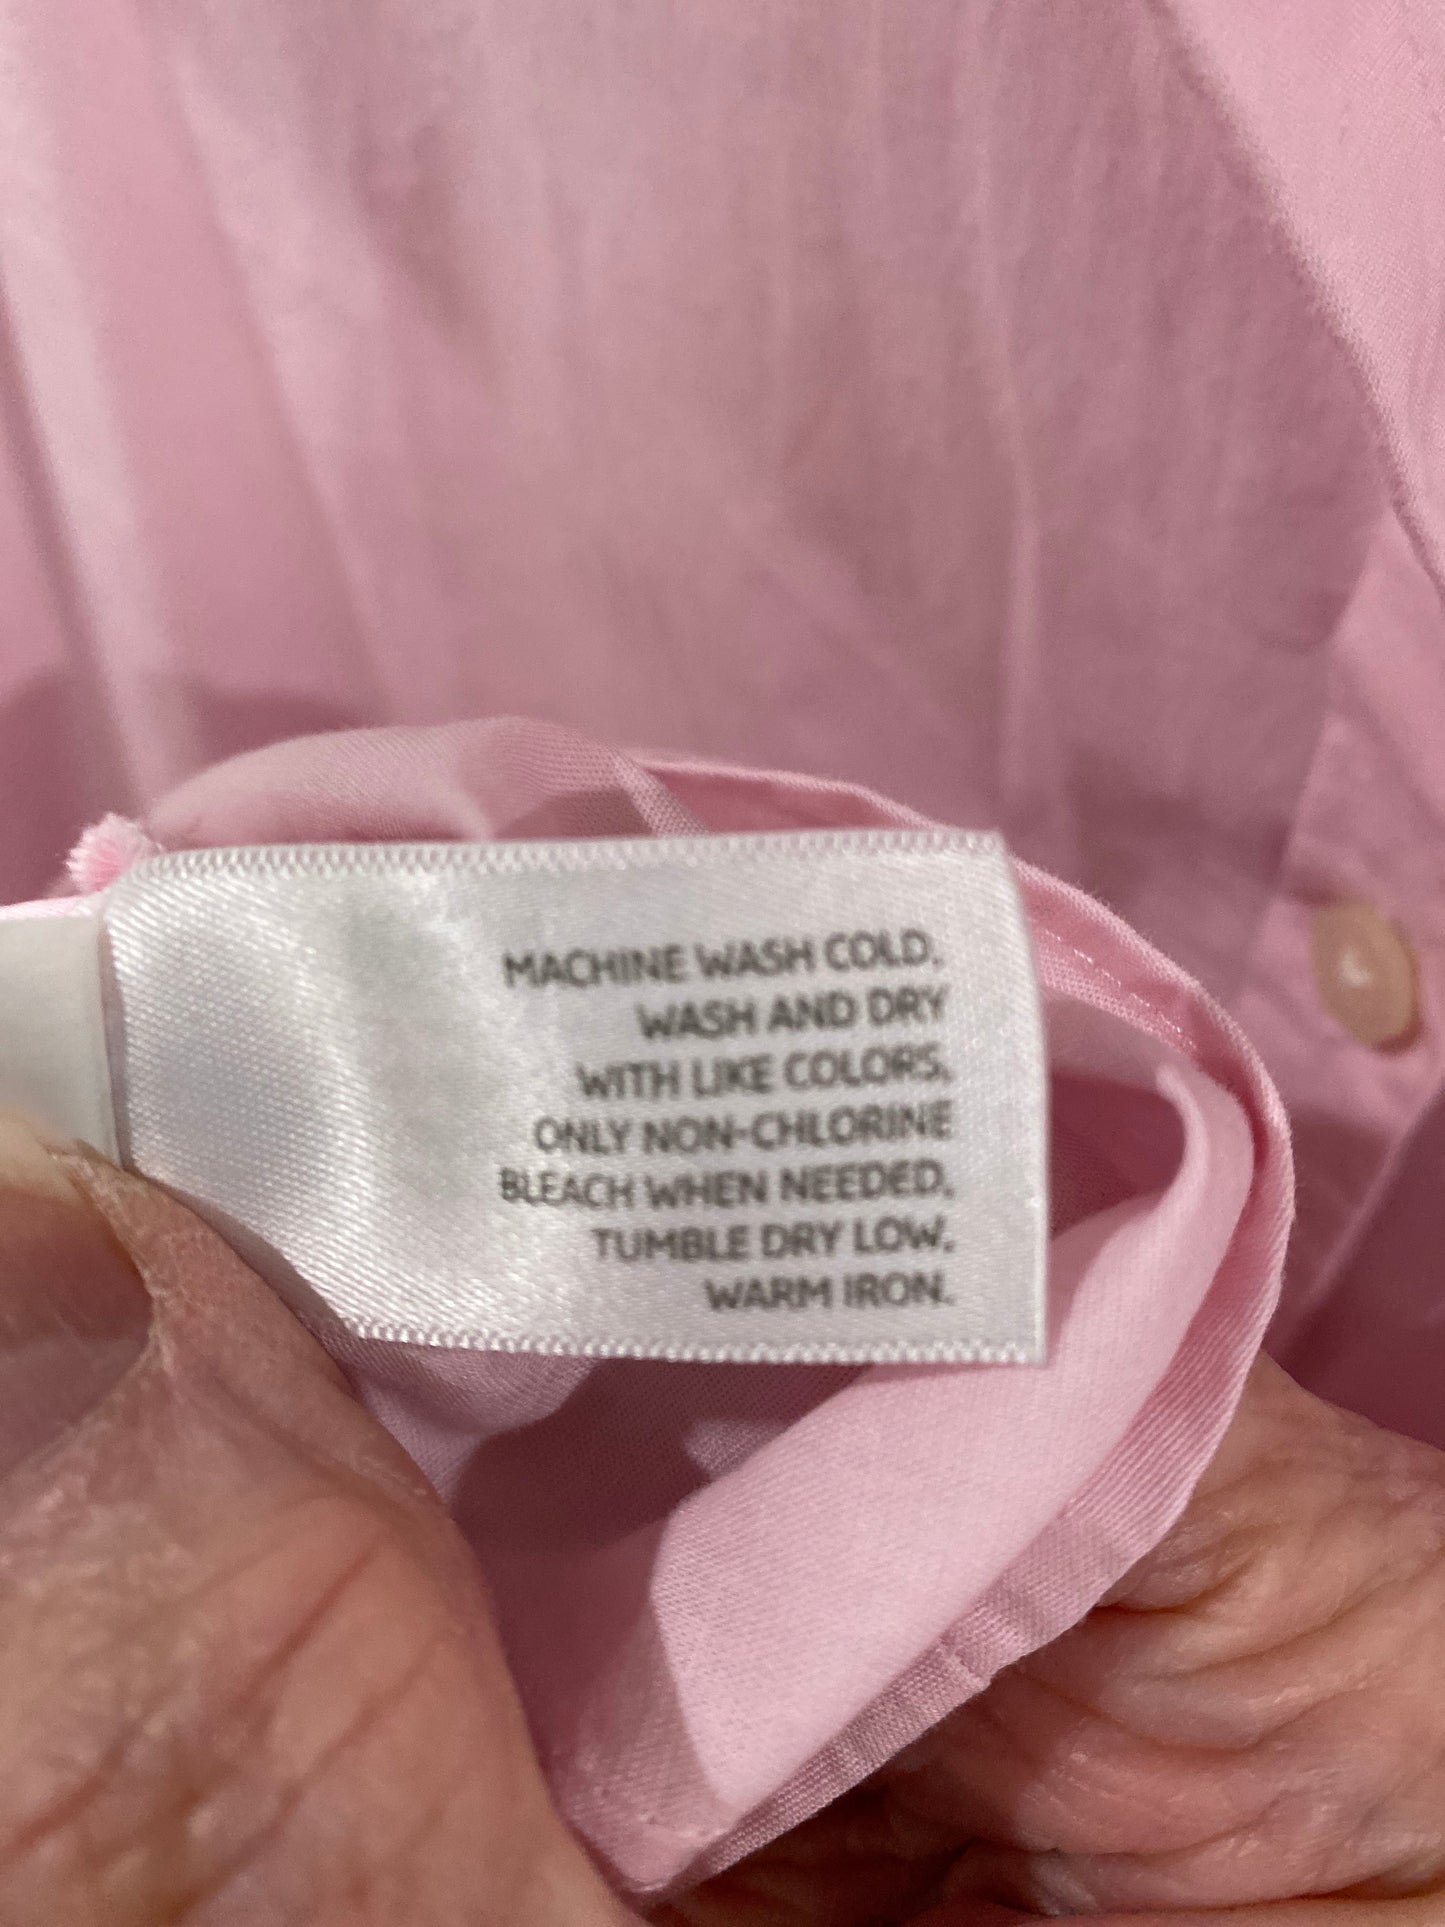 MACHINE WASH COLD,
WASH AND DRY
WITH LIKE COLORS,
ONLY NON-CHLORINE
BLEACH WHEN NEEDED,
TUMBLE DRY LOW,
WARM IRON.